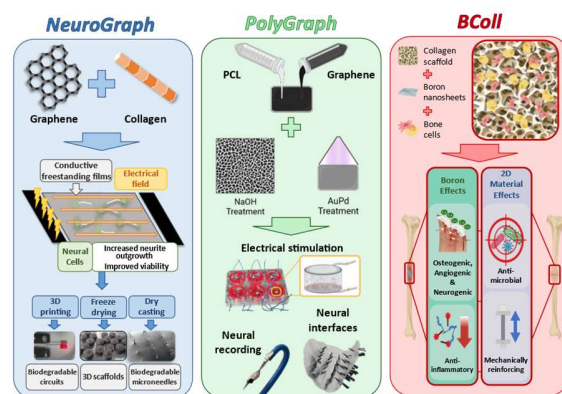 NeuroGraph
Graphene
Collagen
Conductive
freestanding films
Electrical
field
Neural
Cells
Increased neurite
outgrowth
Improved viability
3D
printing
Freeze
drying
Dry
casting
Biodegradable
circuits
3D scaffolds
Biodegradable
microneedles
PolyGraph
PCL
Graphene
NaOH
Treatment
AuPd
Treatment
Electrical stimulation
Neural
interfaces
Neural
recording
BColl
Collagen
scaffold
Boron
nanosheets
Bone
cells
Boron
Effects
2D
Material
Effects
Osteogenic,
Angiogenic
&
Neurogenic
Anti-
microbial
Anti-
inflammatory
Mechanically
reinforcing